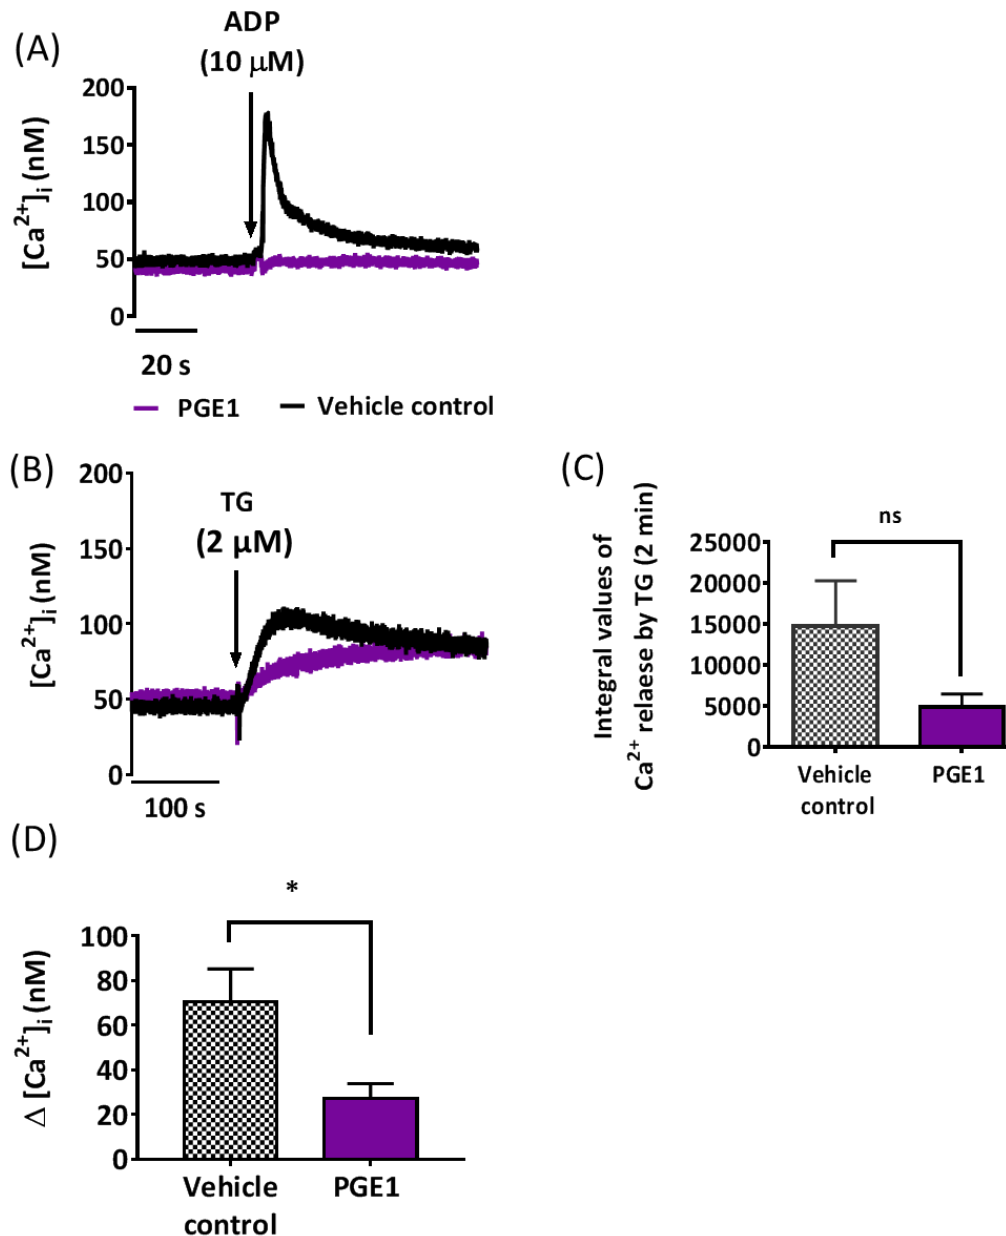 (A)
ADP
(10 μM)
[Ca²⁺]ᵢ (nM)
200
150
100
50
0
20 s
PGE1
Vehicle control
(B)
TG
(2 μM)
[Ca²⁺]ᵢ (nM)
200
150
100
50
0
100 s
(C)
ns
Integral values of
Ca²⁺ relaese by TG (2 min)
25000
20000
15000
10000
5000
0
Vehicle
control
PGE1
(D)
*
Δ [Ca²⁺]ᵢ (nM)
100
80
60
40
20
0
Vehicle
control
PGE1